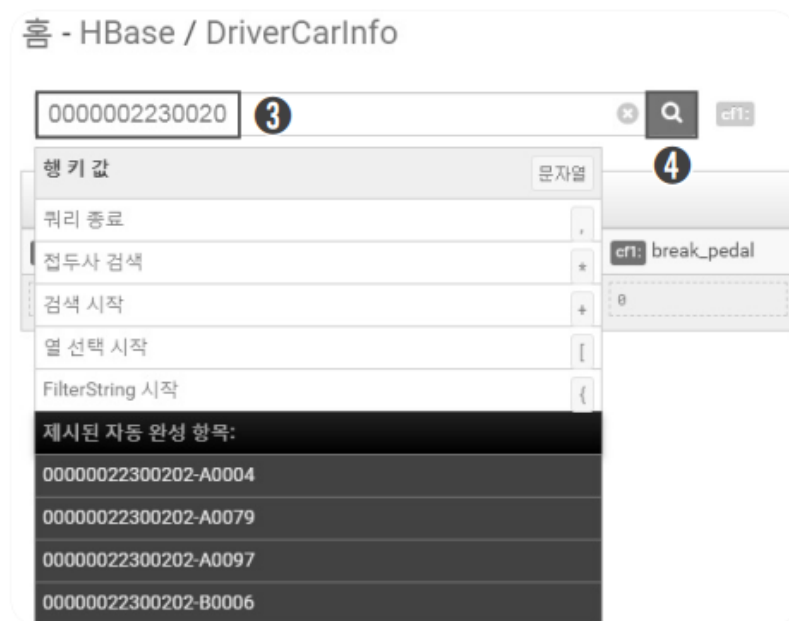 홈 - HBase / DriverCarInfo
0000002230020 ❸ cf1:
❹
행 키 값 문자열
쿼리 종료 ,
접두사 검색 *
cf1: break_pedal
검색 시작 +
0
열 선택 시작 [
FilterString 시작 {
제시된 자동 완성 항목:
00000022300202-A0004
00000022300202-A0079
00000022300202-A0097
00000022300202-B0006